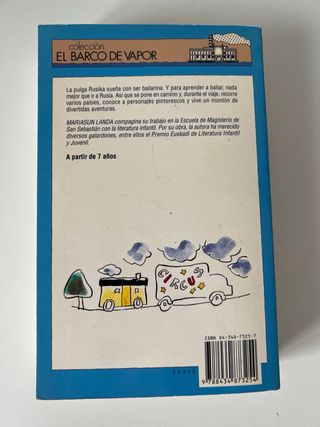 colección
EL BARCO DE VAPOR
La pulga Rusika sueña con ser bailarina. Y para aprender a bailar, nada
mejor que ir a Rusia. Así que se pone en camino y, durante el viaje, recorre
varios países, conoce a personajes pintorescos y vive un montón de
divertidas aventuras.
MARIASUN LANDA compagina su trabajo en la Escuela de Magisterio de
San Sebastián con la literatura infantil. Por su obra, la autora ha merecido
diversos galardones, entre ellos el Premio Euskadi de Literatura Infantil
y Juvenil.
A partir de 7 años
CIRCUS
ISBN 84-348-7325-7
9 788434 873254